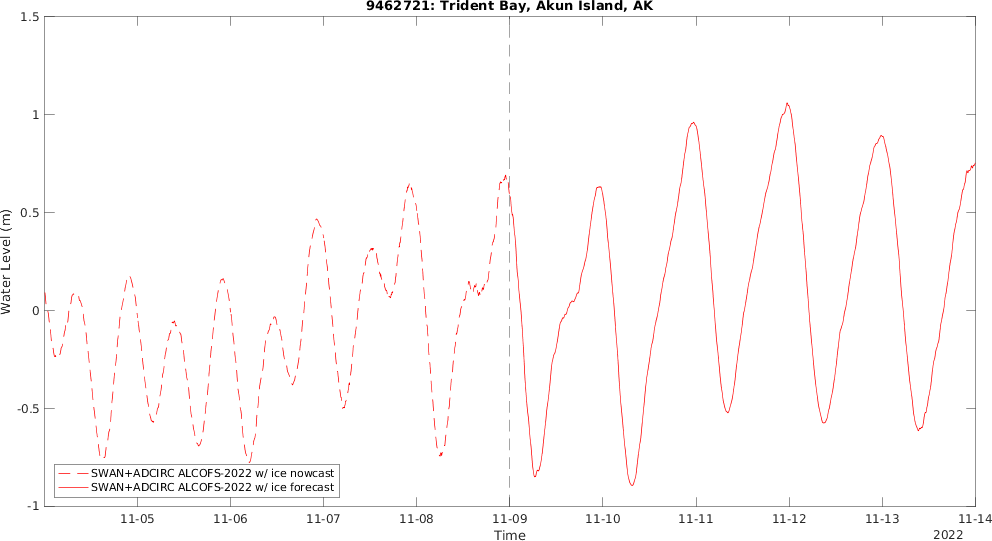 9462721: Trident Bay, Akun Island, AK
1.5
1
0.5
0
-0.5
-1
Water Level (m)
SWAN+ADCIRC ALCOFS-2022 w/ ice nowcast
SWAN+ADCIRC ALCOFS-2022 w/ ice forecast
11-05 11-06 11-07 11-08 11-09 11-10 11-11 11-12 11-13 11-14
Time
2022